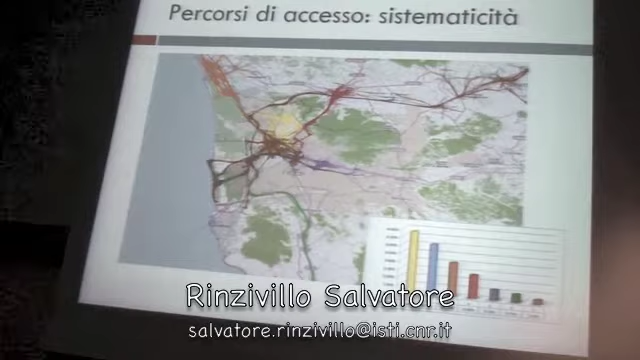 Percorsi di accesso: sistematicità
Rinzivillo Salvatore
salvatore.rinzivillo@isti.cnr.it